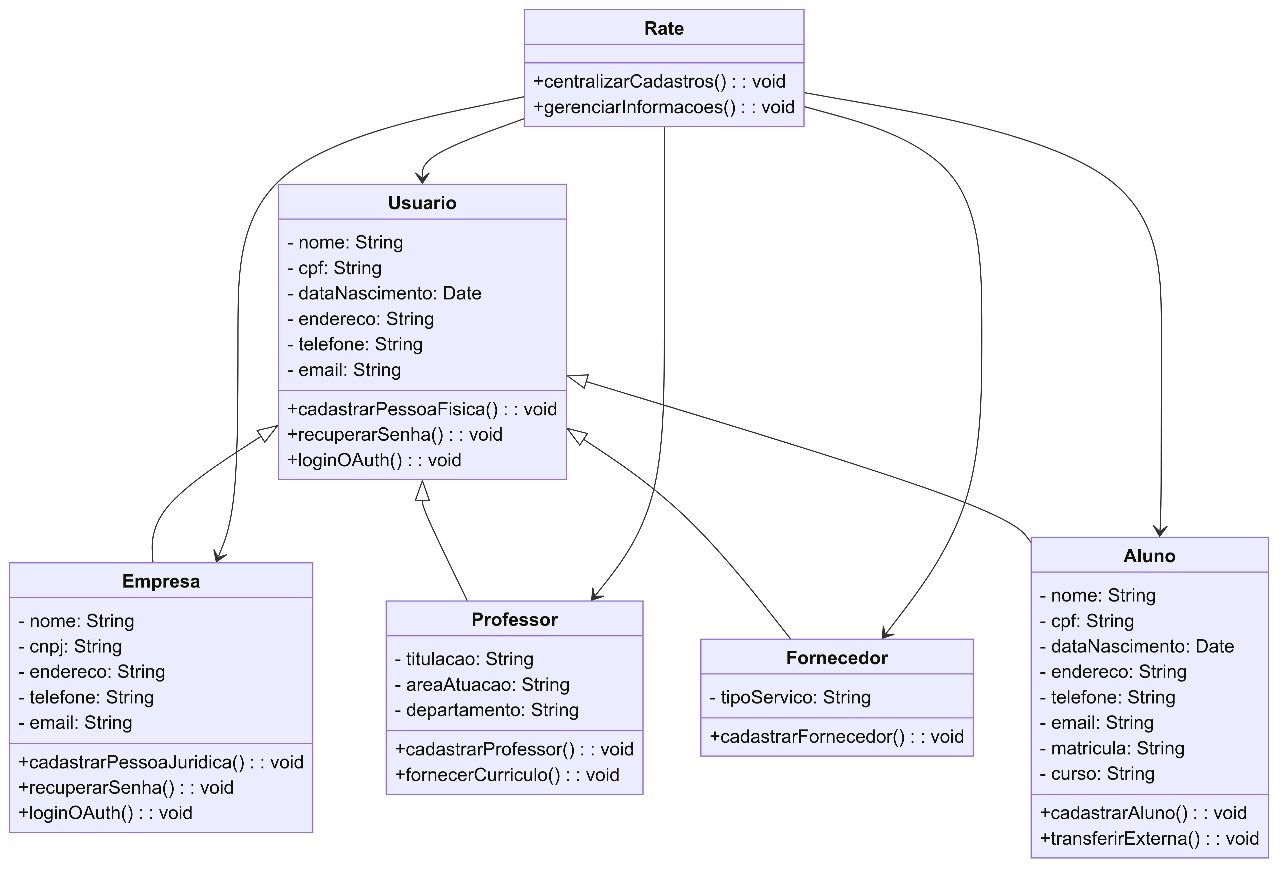 Rate
+centralizarCadastros() : : void
+gerenciarInformacoes() : : void
Usuario
- nome: String
- cpf: String
- dataNascimento: Date
- endereco: String
- telefone: String
- email: String
+cadastrarPessoaFisica() : : void
+recuperarSenha() : : void
+loginOAuth() : : void
Empresa
- nome: String
- cnpj: String
- endereco: String
- telefone: String
- email: String
+cadastrarPessoaJuridica() : : void
+recuperarSenha() : : void
+loginOAuth() : : void
Professor
- titulacao: String
- areaAtuacao: String
- departamento: String
+cadastrarProfessor() : : void
+fornecerCurriculo() : : void
Fornecedor
- tipoServico: String
+cadastrarFornecedor() : : void
Aluno
- nome: String
- cpf: String
- dataNascimento: Date
- endereco: String
- telefone: String
- email: String
- matricula: String
- curso: String
+cadastrarAluno() : : void
+transferirExterna() : : void